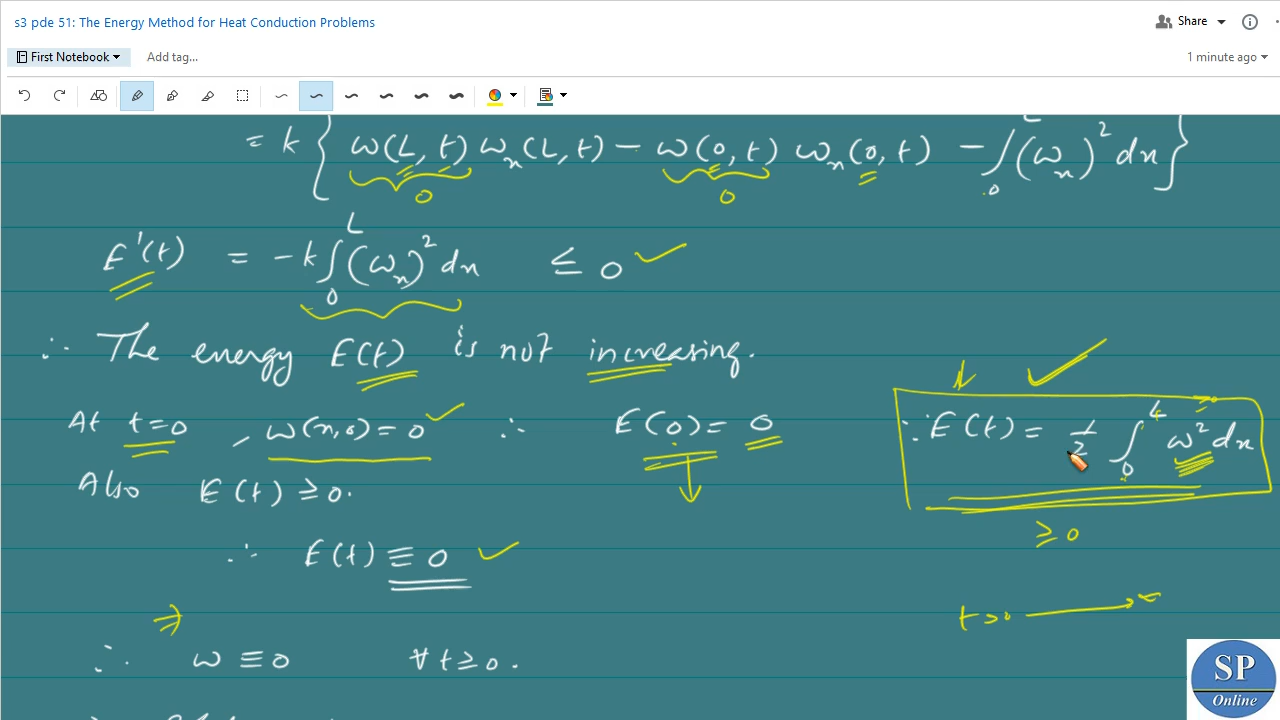 s3 pde 51: The Energy Method for Heat Conduction Problems
Share
First Notebook Add tag... 1 minute ago
= k { w(L, t) w_x(L, t) − w(0, t) w_x(0, t) − ∫_0^L (w_x)^2 dx }
0 0
E'(t) = −k ∫_0^L (w_x)^2 dx ≤ 0 ✓
∴ The energy E(t) is not increasing.
At t=0, w(x,0) = 0 ✓ ∴ E(0) = 0
∵ E(t) = 1/2 ∫_0^L w^2 dx
≥ 0
Also E(t) ≥ 0.
∴ E(t) ≡ 0 ✓
⇒
t>0
∴ w ≡ 0 ∀ t ≥ 0.
SP
Online